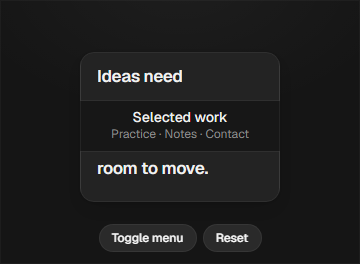 Ideas need
Selected work
Practice · Notes · Contact
room to move.
Toggle menu
Reset